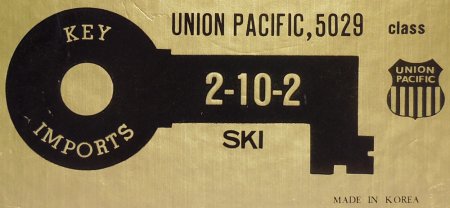 UNION PACIFIC, 5029 class
KEY
IMPORTS
2-10-2
SKI
UNION
PACIFIC
MADE IN KOREA